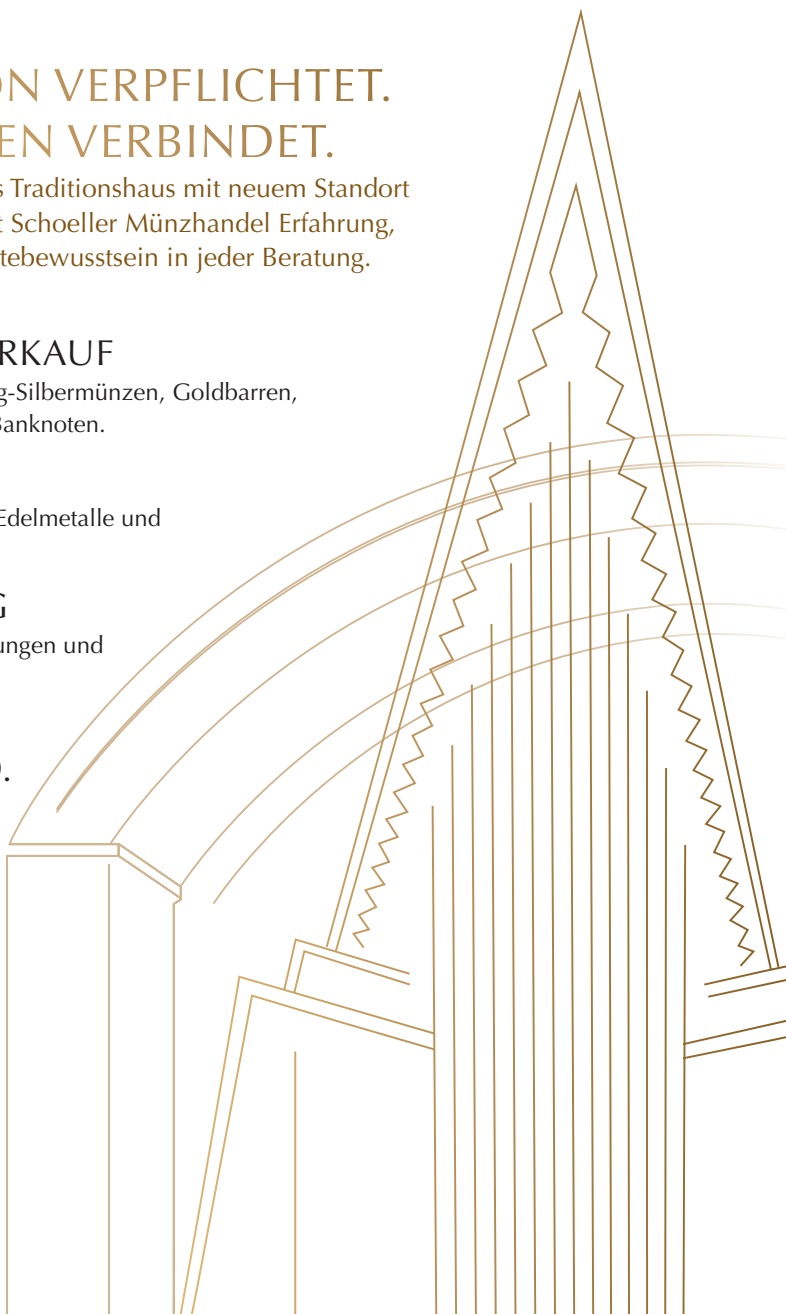 ON VERPFLICHTET.
EN VERBINDET.
s Traditionshaus mit neuem Standort
t Schoeller Münzhandel Erfahrung,
tebewusstsein in jeder Beratung.
RKAUF
g-Silbermünzen, Goldbarren,
Banknoten.
Edelmetalle und
G
ungen und
.